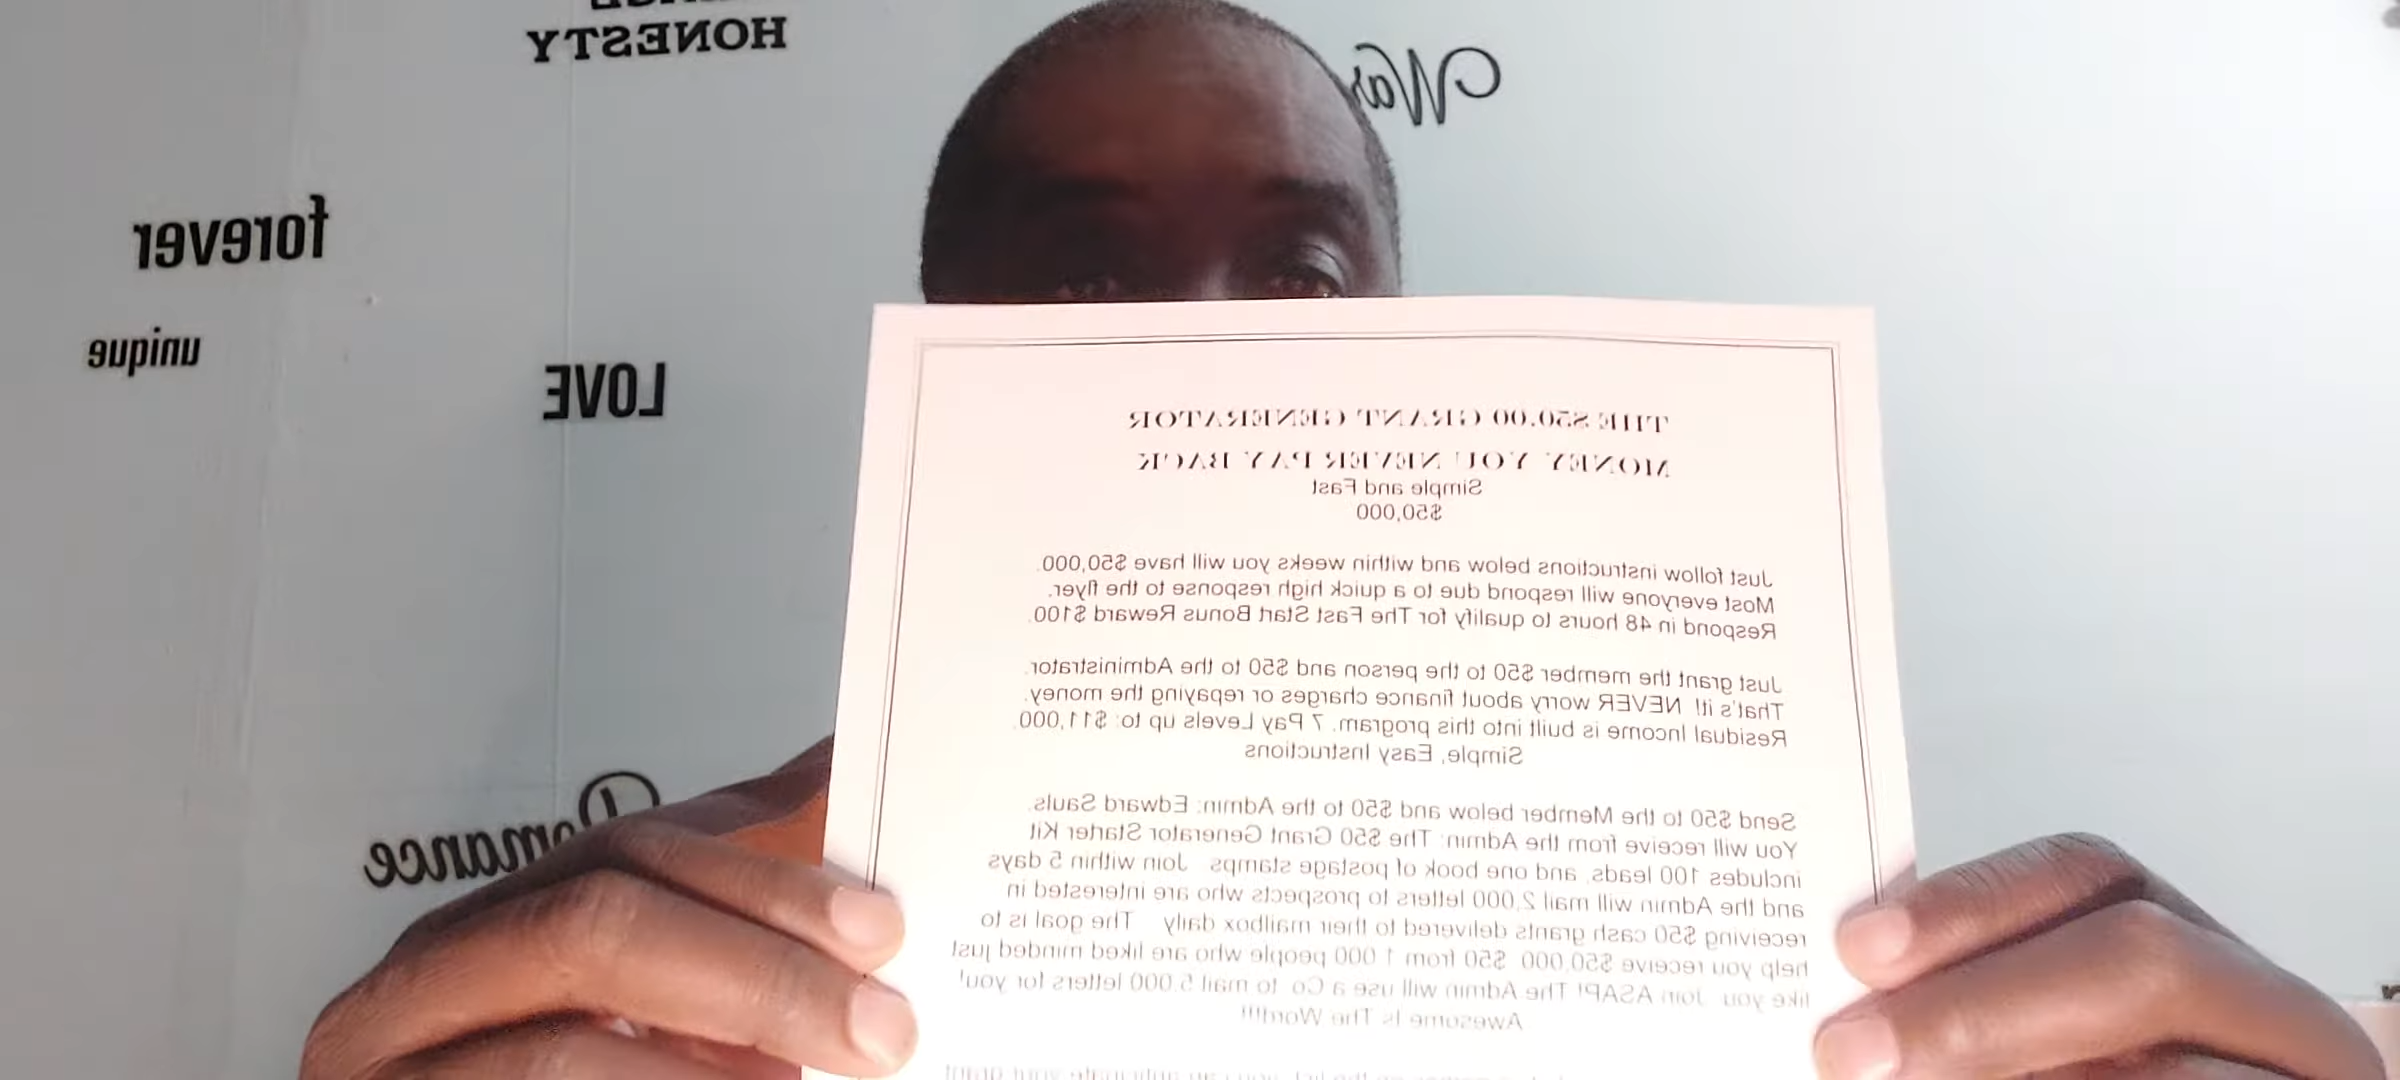 HONESTY
forever
unique
LOVE
Romance
THE $50.00 GRANT GENERATOR
MONEY YOU NEVER PAY BACK
Simple and Fast
$50,000
Just follow instructions below and within weeks you will have $50,000.
Most everyone will respond due to a quick high response to the flyer.
Respond in 48 hours to qualify for The Fast Start Bonus Reward $100.
Just grant the member $50 to the person and $50 to the Administrator.
That's it! NEVER worry about finance charges or repaying the money.
Residual Income is built into this program. 7 Pay Levels up to: $11,000.
Simple, Easy Instructions
Send $50 to the Member below and $50 to the Admin: Edward Sauls.
You will receive from the Admin: The $50 Grant Generator Starter Kit
includes 100 leads, and one book of postage stamps. Join within 5 days
and the Admin will mail 2,000 letters to prospects who are interested in
receiving $50 cash grants delivered to their mailbox daily. The goal is to
help you receive $50,000. $50 from 1,000 people who are liked minded just
like you. Join ASAP! The Admin will use a Co. to mail 5,000 letters for you!
Awesome Is The Word!!!
you can anticipate your grant